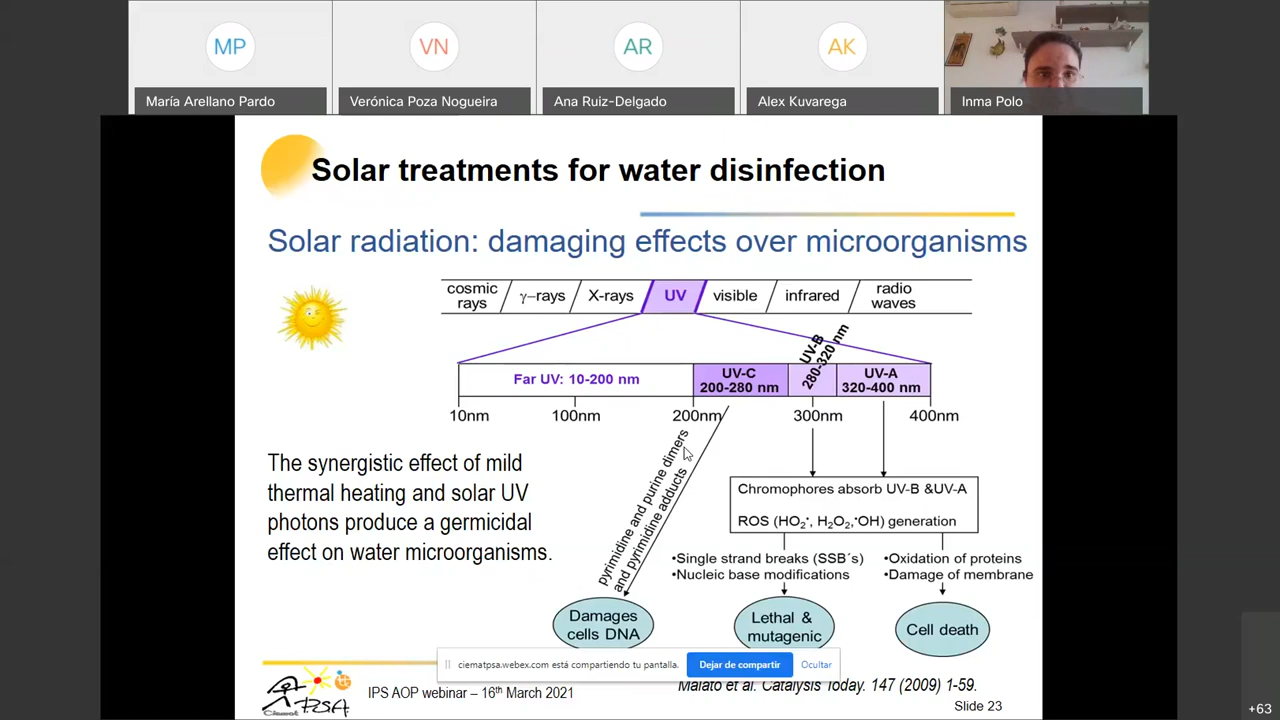 MP
VN
AR
AK
María Arellano Pardo
Verónica Poza Nogueira
Ana Ruiz-Delgado
Alex Kuvarega
Inma Polo
Solar treatments for water disinfection
Solar radiation: damaging effects over microorganisms
cosmic
rays
γ–rays
X-rays
UV
visible
infrared
radio
waves
Far UV: 10-200 nm
UV-C
200-280 nm
UV-B
280-320 nm
UV-A
320-400 nm
10nm
100nm
200nm
300nm
400nm
The synergistic effect of mild
thermal heating and solar UV
photons produce a germicidal
effect on water microorganisms.
pyrimidine and purine dimers
and pyrimidine adducts
Chromophores absorb UV-B &UV-A
ROS (HO₂•, H₂O₂,•OH) generation
•Single strand breaks (SSB´s)
•Nucleic base modifications
•Oxidation of proteins
•Damage of membrane
Damages
cells DNA
Lethal &
mutagenic
Cell death
ciematpsa.webex.com está compartiendo tu pantalla.
Dejar de compartir
Ocultar
Malato et al. Catalysis Today. 147 (2009) 1-59.
Ciemat
PSA
IPS AOP webinar – 16th March 2021
Slide 23
+63